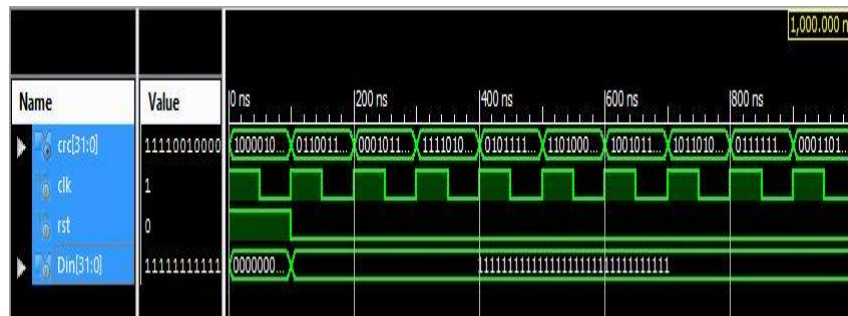 1,000.000 n
Name Value 0 ns 200 ns 400 ns 600 ns 800 ns
crc[31:0] 11110010000 1000010... 0110011... 0001011... 1111010... 0101111... 1101000... 1001011... 1011010... 0111111... 0001101...
clk 1
rst 0
Din[31:0] 11111111111 0000000... 11111111111111111111111111111111